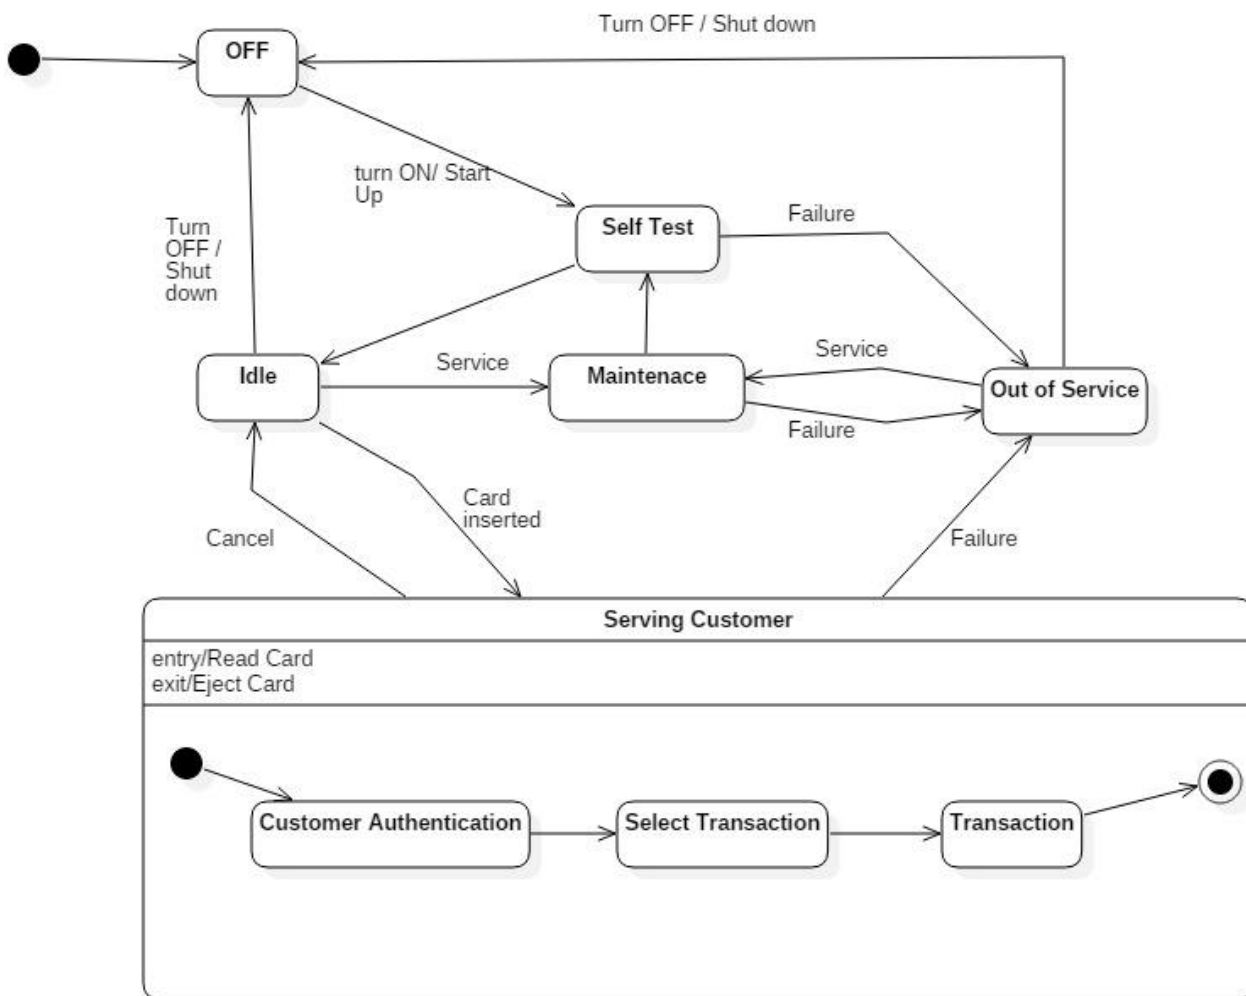 Turn OFF / Shut down
OFF
turn ON/ Start
Up
Turn
OFF /
Shut
down
Self Test
Failure
Idle
Service
Maintenace
Service
Out of Service
Failure
Card
inserted
Cancel
Failure
Serving Customer
entry/Read Card
exit/Eject Card
Customer Authentication
Select Transaction
Transaction